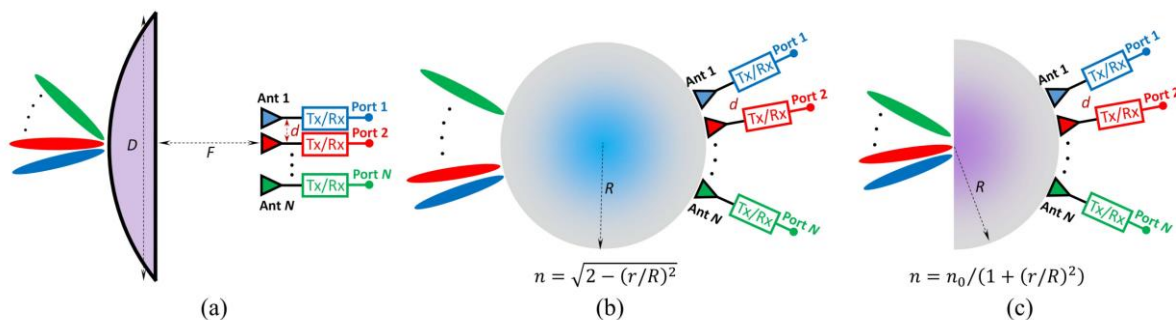 D
F
Ant 1
Tx/Rx
Port 1
d
Tx/Rx
Port 2
Tx/Rx
Port N
Ant N
(a)
R
Ant 1
Tx/Rx
Port 1
d
Tx/Rx
Port 2
Ant N
Tx/Rx
Port N
n = √2 − (r/R)²
(b)
R
Ant 1
Tx/Rx
Port 1
d
Tx/Rx
Port 2
Ant N
Tx/Rx
Port N
n = n₀/(1 + (r/R)²)
(c)